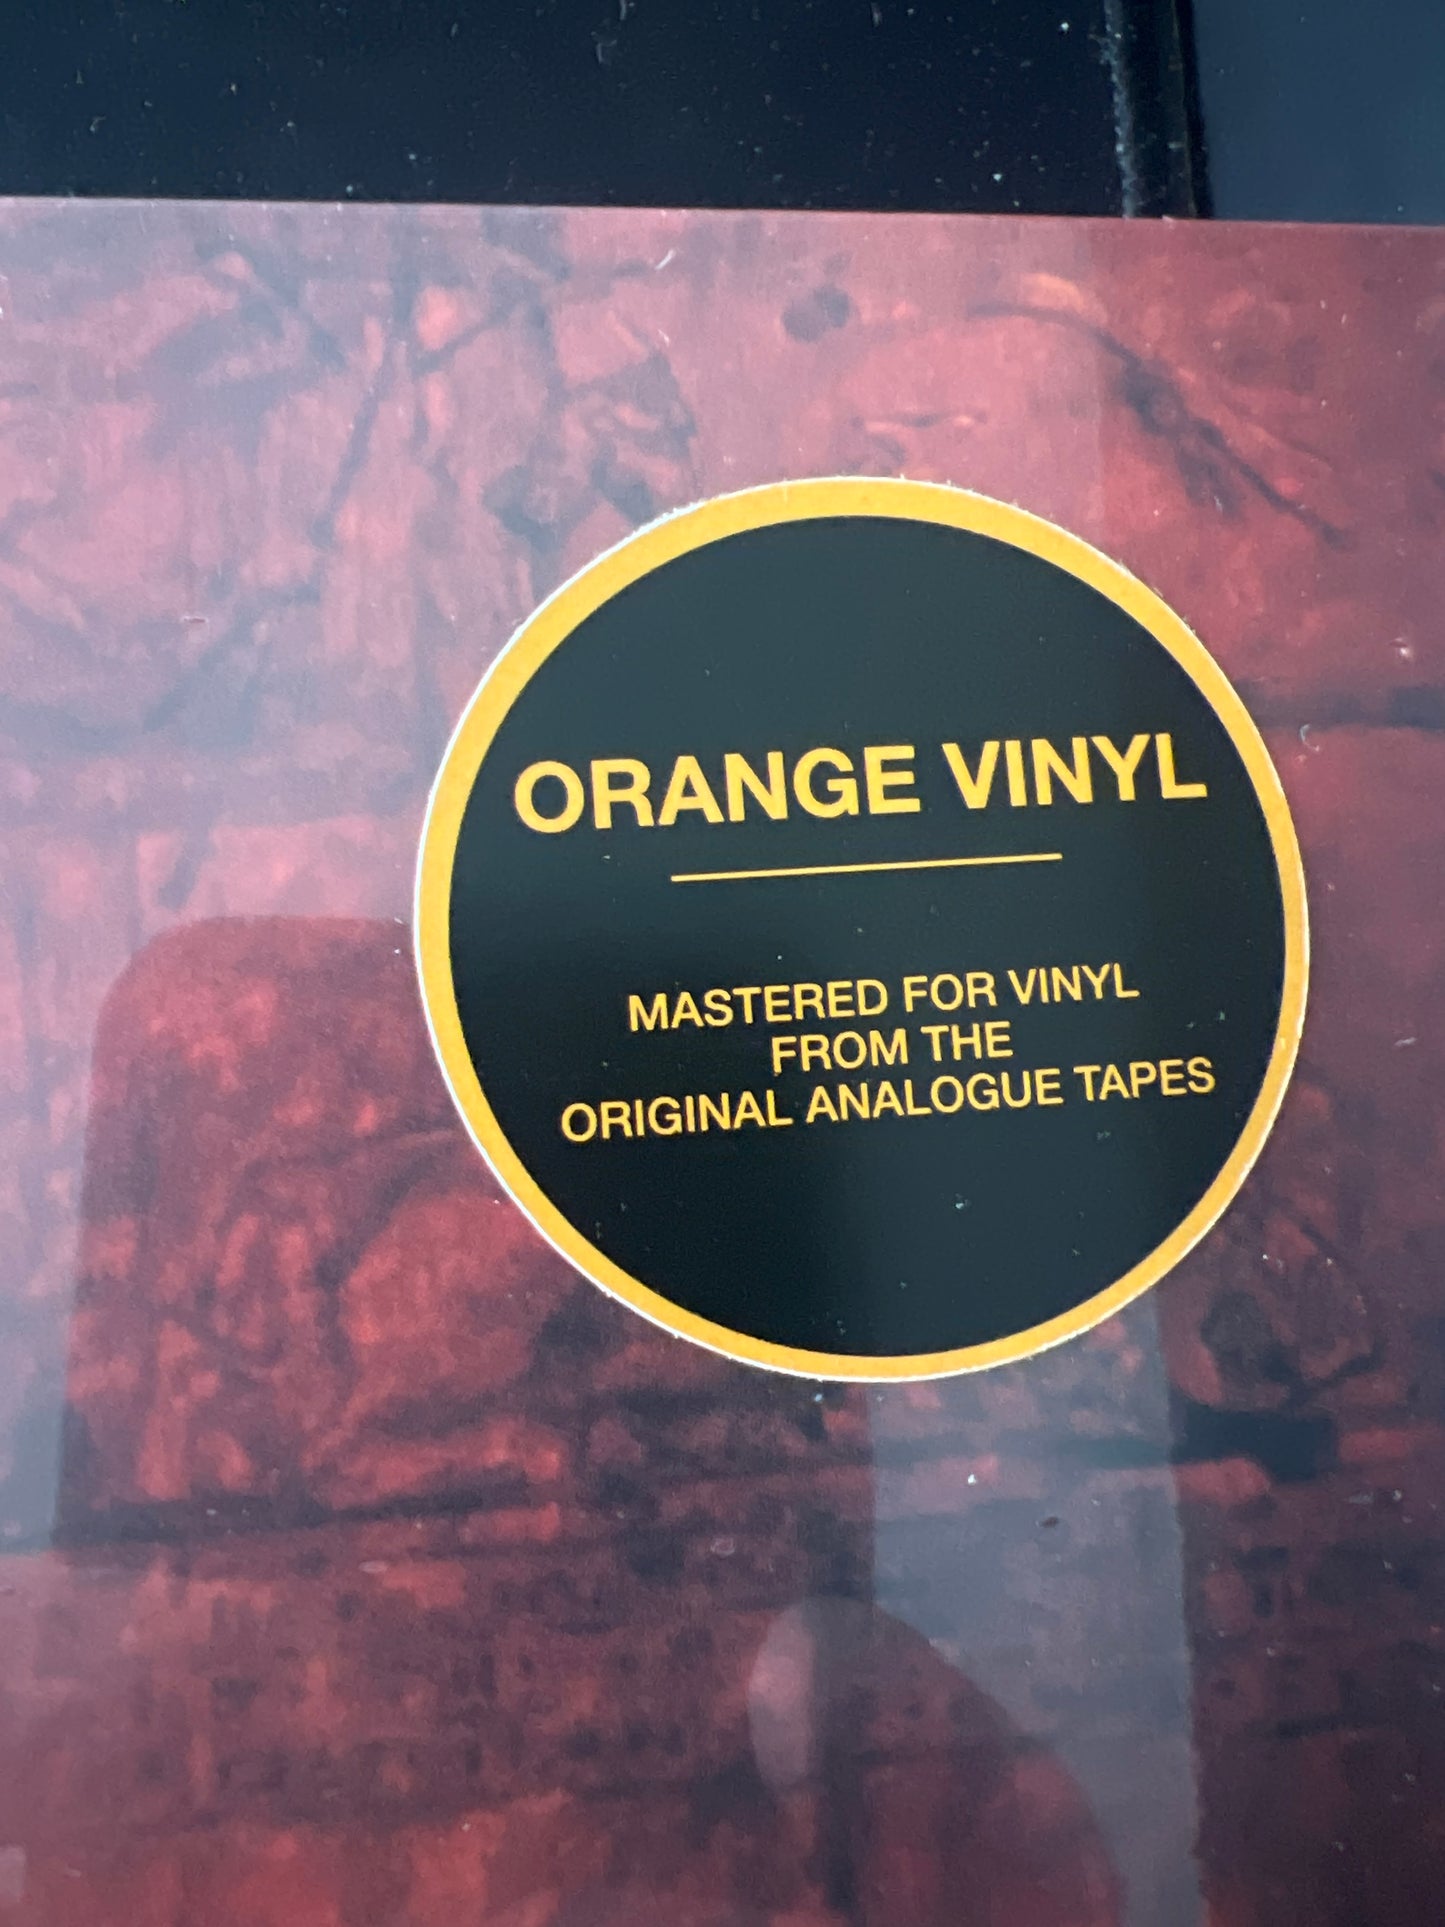 ORANGE VINYL
MASTERED FOR VINYL
FROM THE
ORIGINAL ANALOGUE TAPES